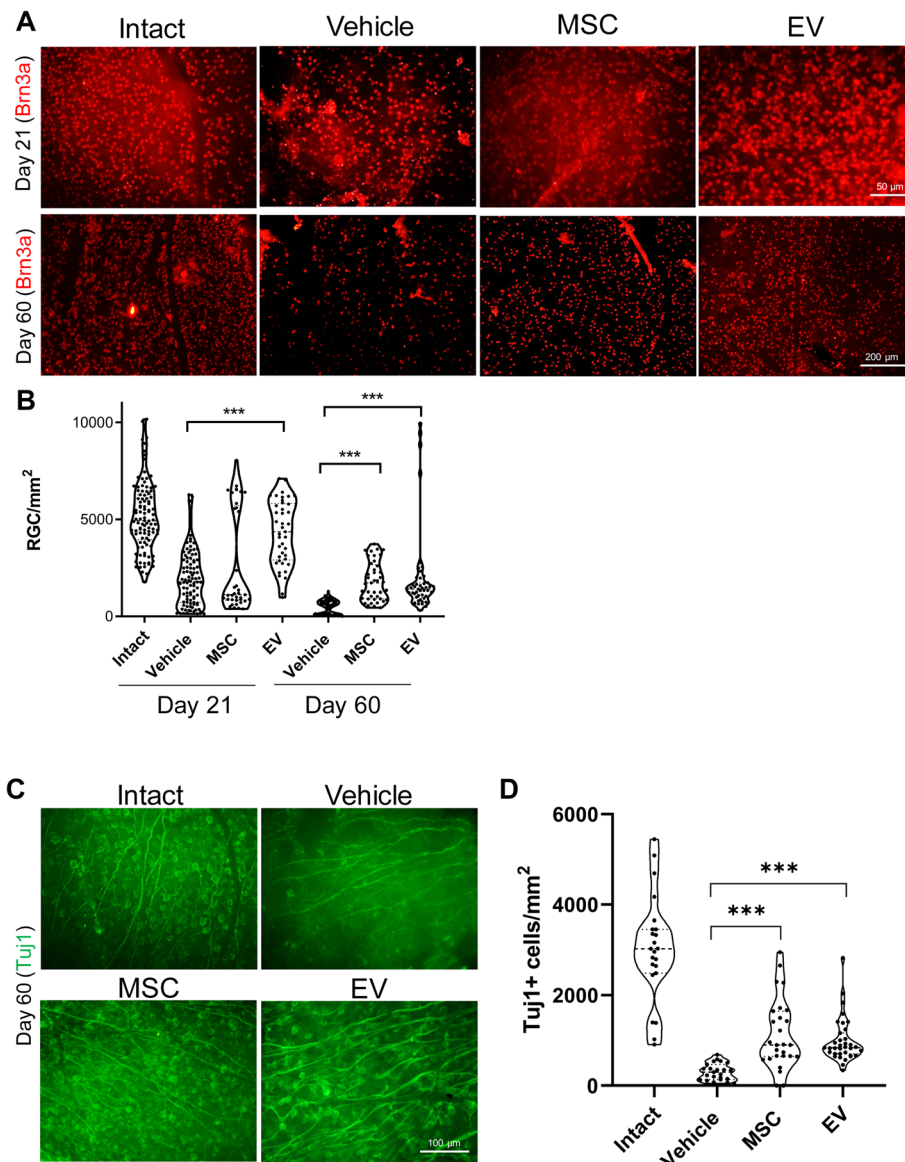 A
Intact
Vehicle
MSC
EV
Day 21 (Brn3a)
50 µm
Day 60 (Brn3a)
200 µm
B
RGC/mm²
10000
5000
0
***
***
***
Intact
Vehicle
MSC
EV
Vehicle
MSC
EV
Day 21
Day 60
C
Intact
Vehicle
MSC
EV
Day 60 (Tuj1)
100 µm
D
Tuj1+ cells/mm²
6000
4000
2000
0
***
***
Intact
Vehicle
MSC
EV